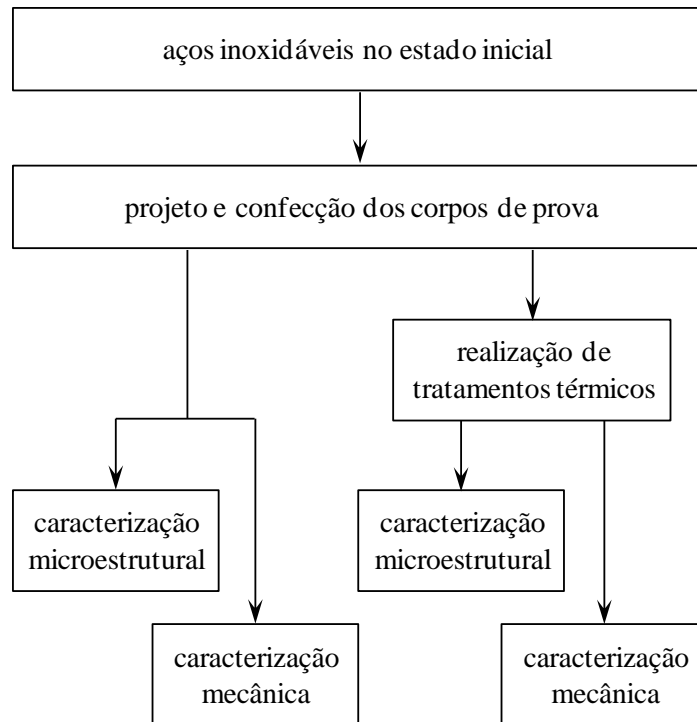 aços inoxidáveis no estado inicial
projeto e confecção dos corpos de prova
realização de
tratamentos térmicos
caracterização
microestrutural
caracterização
microestrutural
caracterização
mecânica
caracterização
mecânica